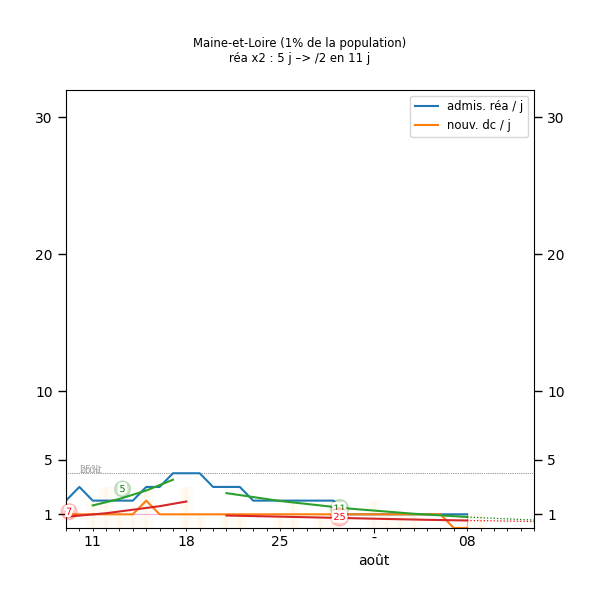 Maine-et-Loire (1% de la population)
réa x2 : 5 j –> /2 en 11 j
admis. réa / j
nouv. dc / j
30 30
20 20
10 10
5 5
5
11
7
25
1 1
11 18 25 - 08
août